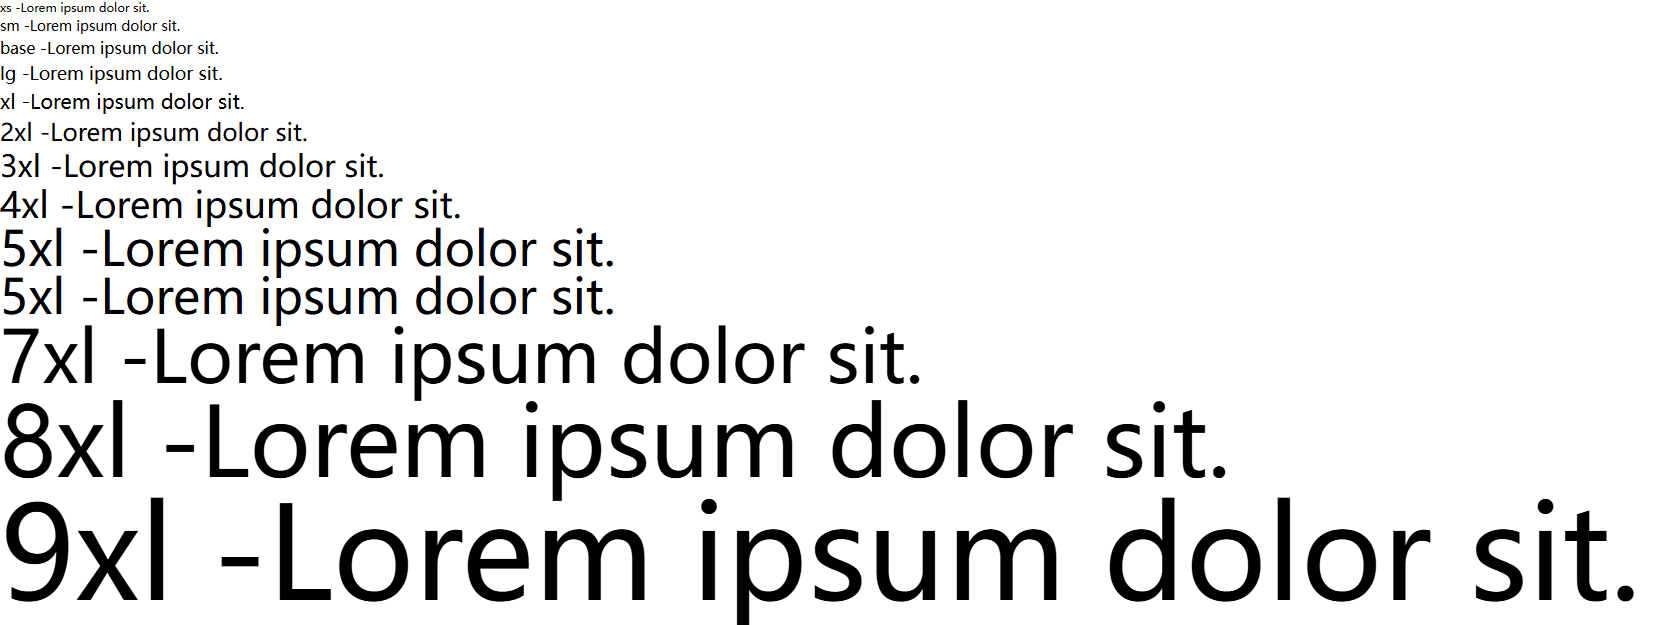 xs -Lorem ipsum dolor sit.
sm -Lorem ipsum dolor sit.
base -Lorem ipsum dolor sit.
lg -Lorem ipsum dolor sit.
xl -Lorem ipsum dolor sit.
2xl -Lorem ipsum dolor sit.
3xl -Lorem ipsum dolor sit.
4xl -Lorem ipsum dolor sit.
5xl -Lorem ipsum dolor sit.
5xl -Lorem ipsum dolor sit.
7xl -Lorem ipsum dolor sit.
8xl -Lorem ipsum dolor sit.
9xl -Lorem ipsum dolor sit.